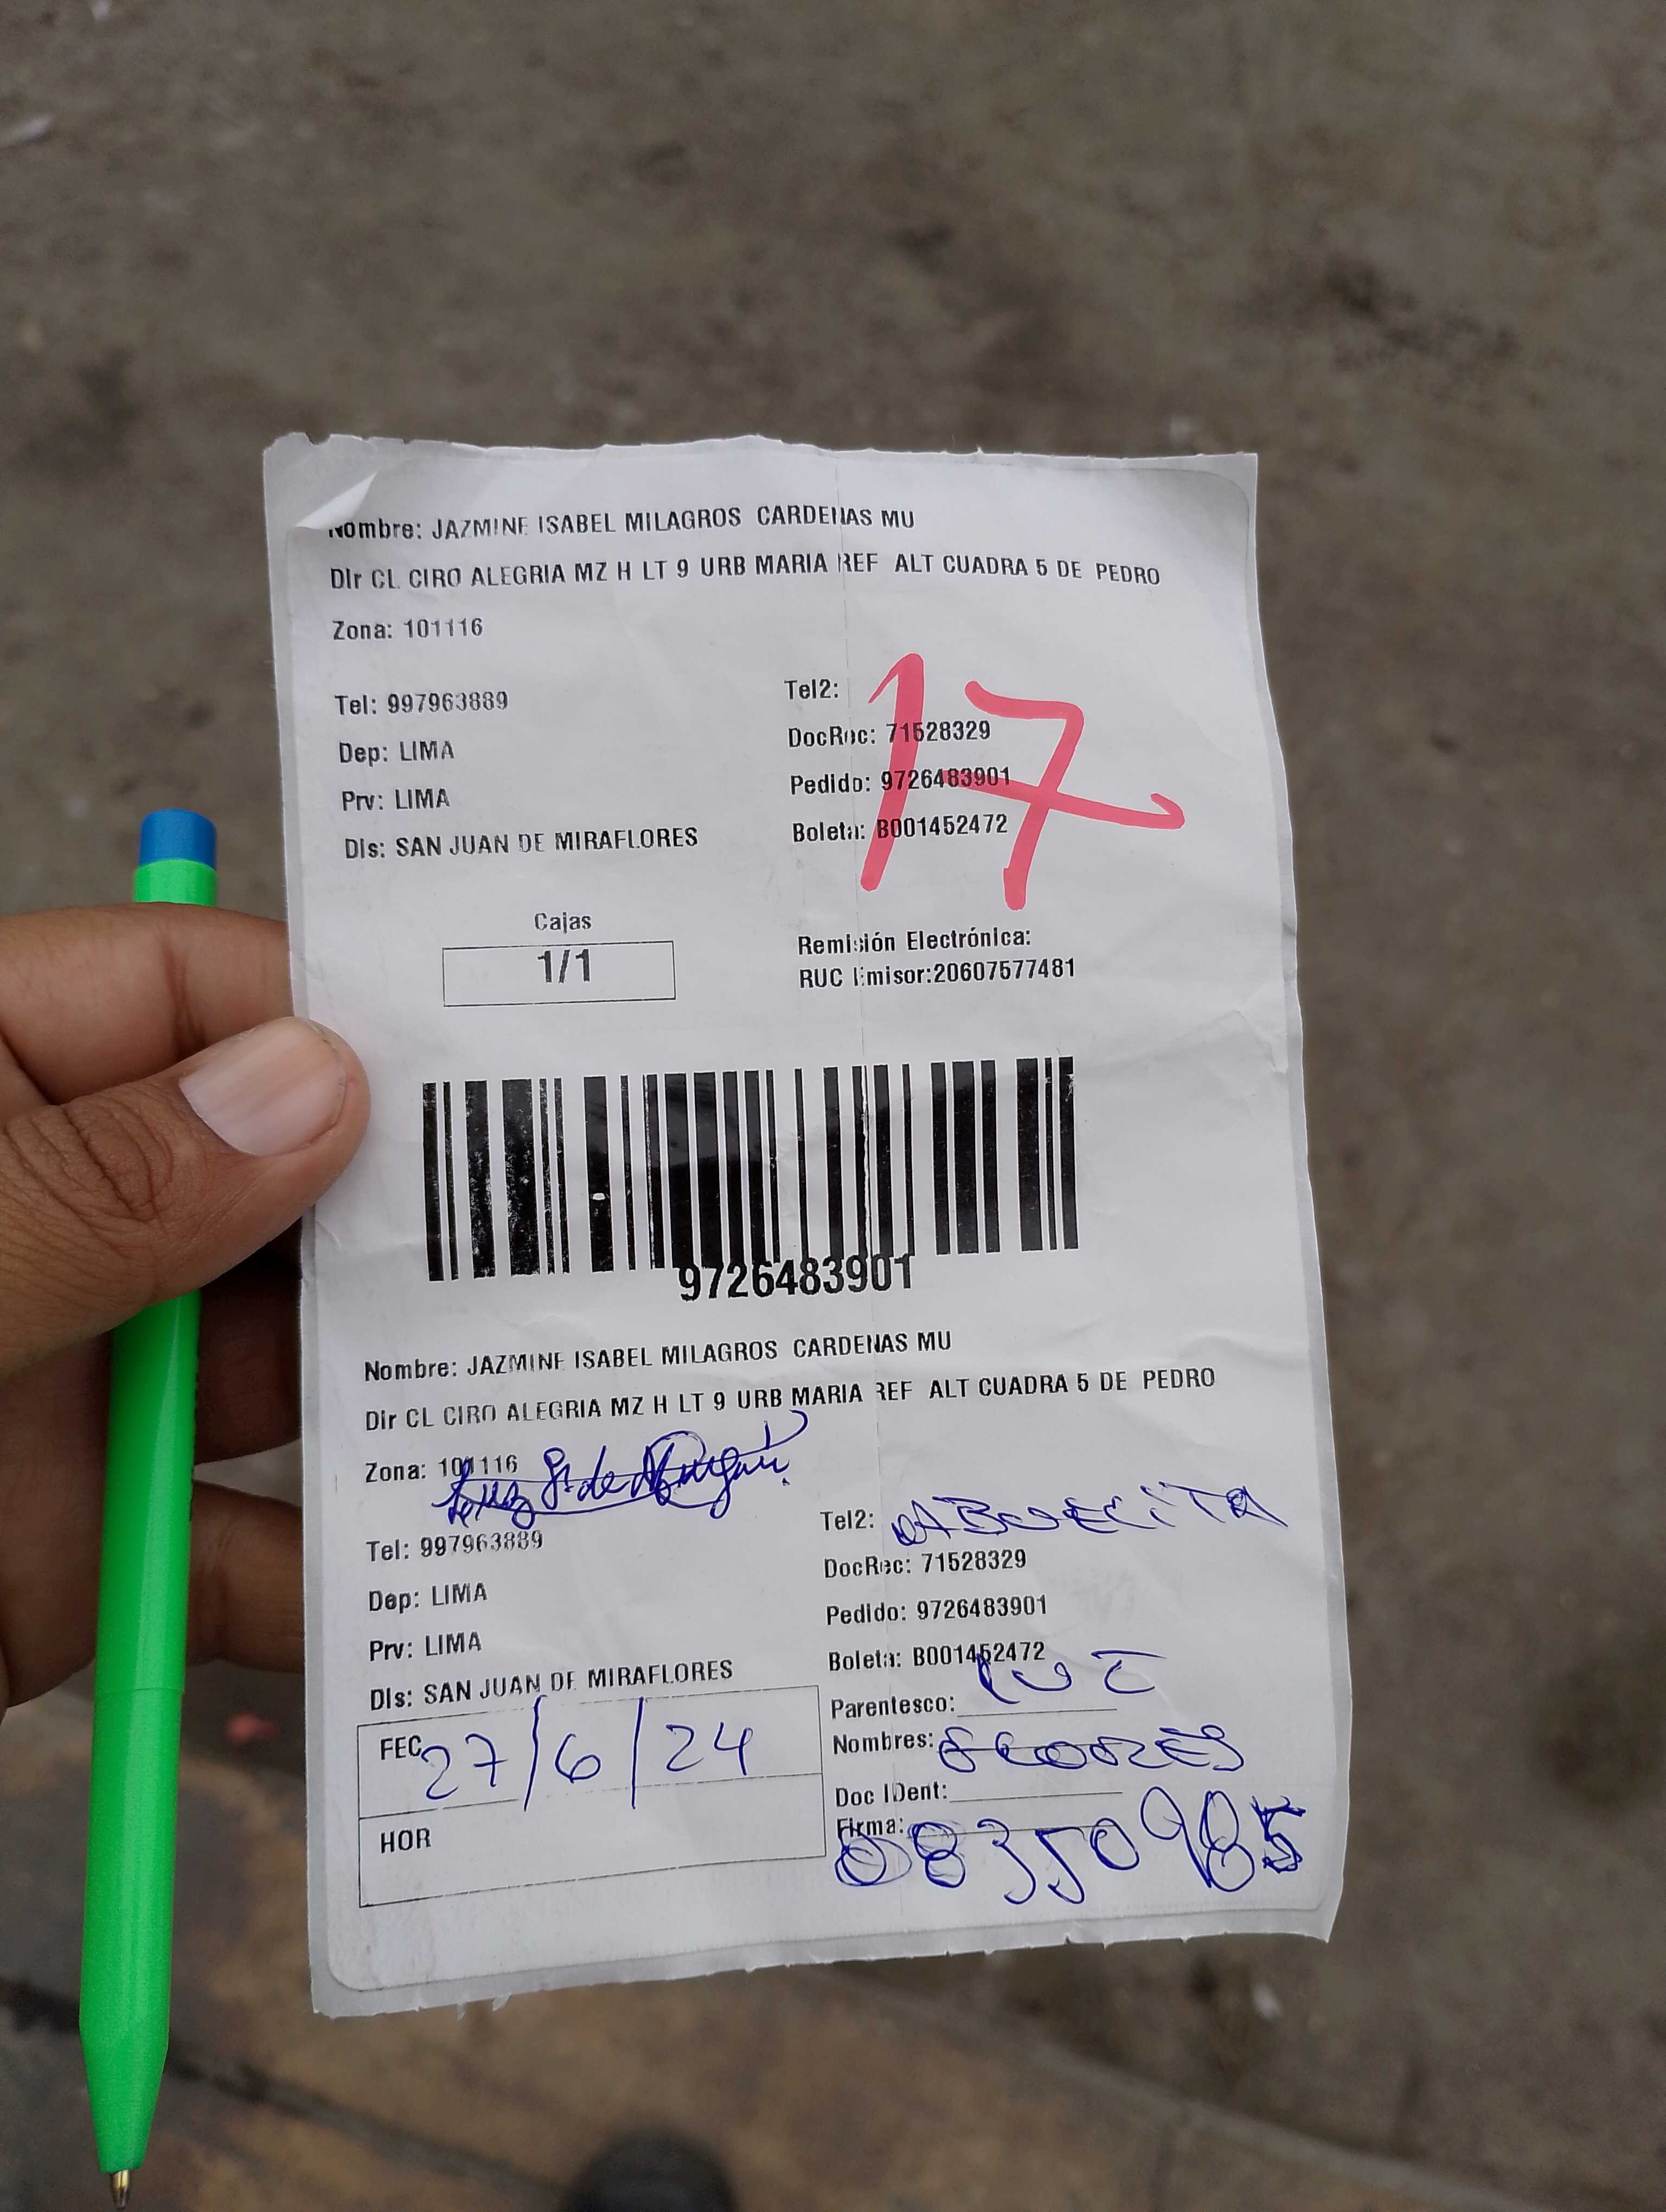 Nombre: JAZMINE ISABEL MILAGROS CARDENAS MU
Dir CL CIRO ALEGRIA MZ H LT 9 URB MARIA REF ALT CUADRA 5 DE PEDRO
Zona: 101116
Tel: 997963889
Tel2:
17
DocRec: 71528329
Dep: LIMA
Pedido: 9726483901
Prv: LIMA
Boleta: B001452472
Dis: SAN JUAN DE MIRAFLORES
Cajas
1/1
Remisión Electrónica:
RUC Emisor:20607577481
9726483901
Nombre: JAZMINE ISABEL MILAGROS CARDENAS MU
Dir CL CIRO ALEGRIA MZ H LT 9 URB MARIA REF ALT CUADRA 5 DE PEDRO
Zona: 101116
Tel2: ABUELITA
Tel: 997963889
DocRec: 71528329
Dep: LIMA
Pedido: 9726483901
Prv: LIMA
Boleta: B001452472
Dis: SAN JUAN DE MIRAFLORES
Parentesco:
FEC 27/6/24
Nombres:
Doc IDent:
HOR
Firma: 08350985